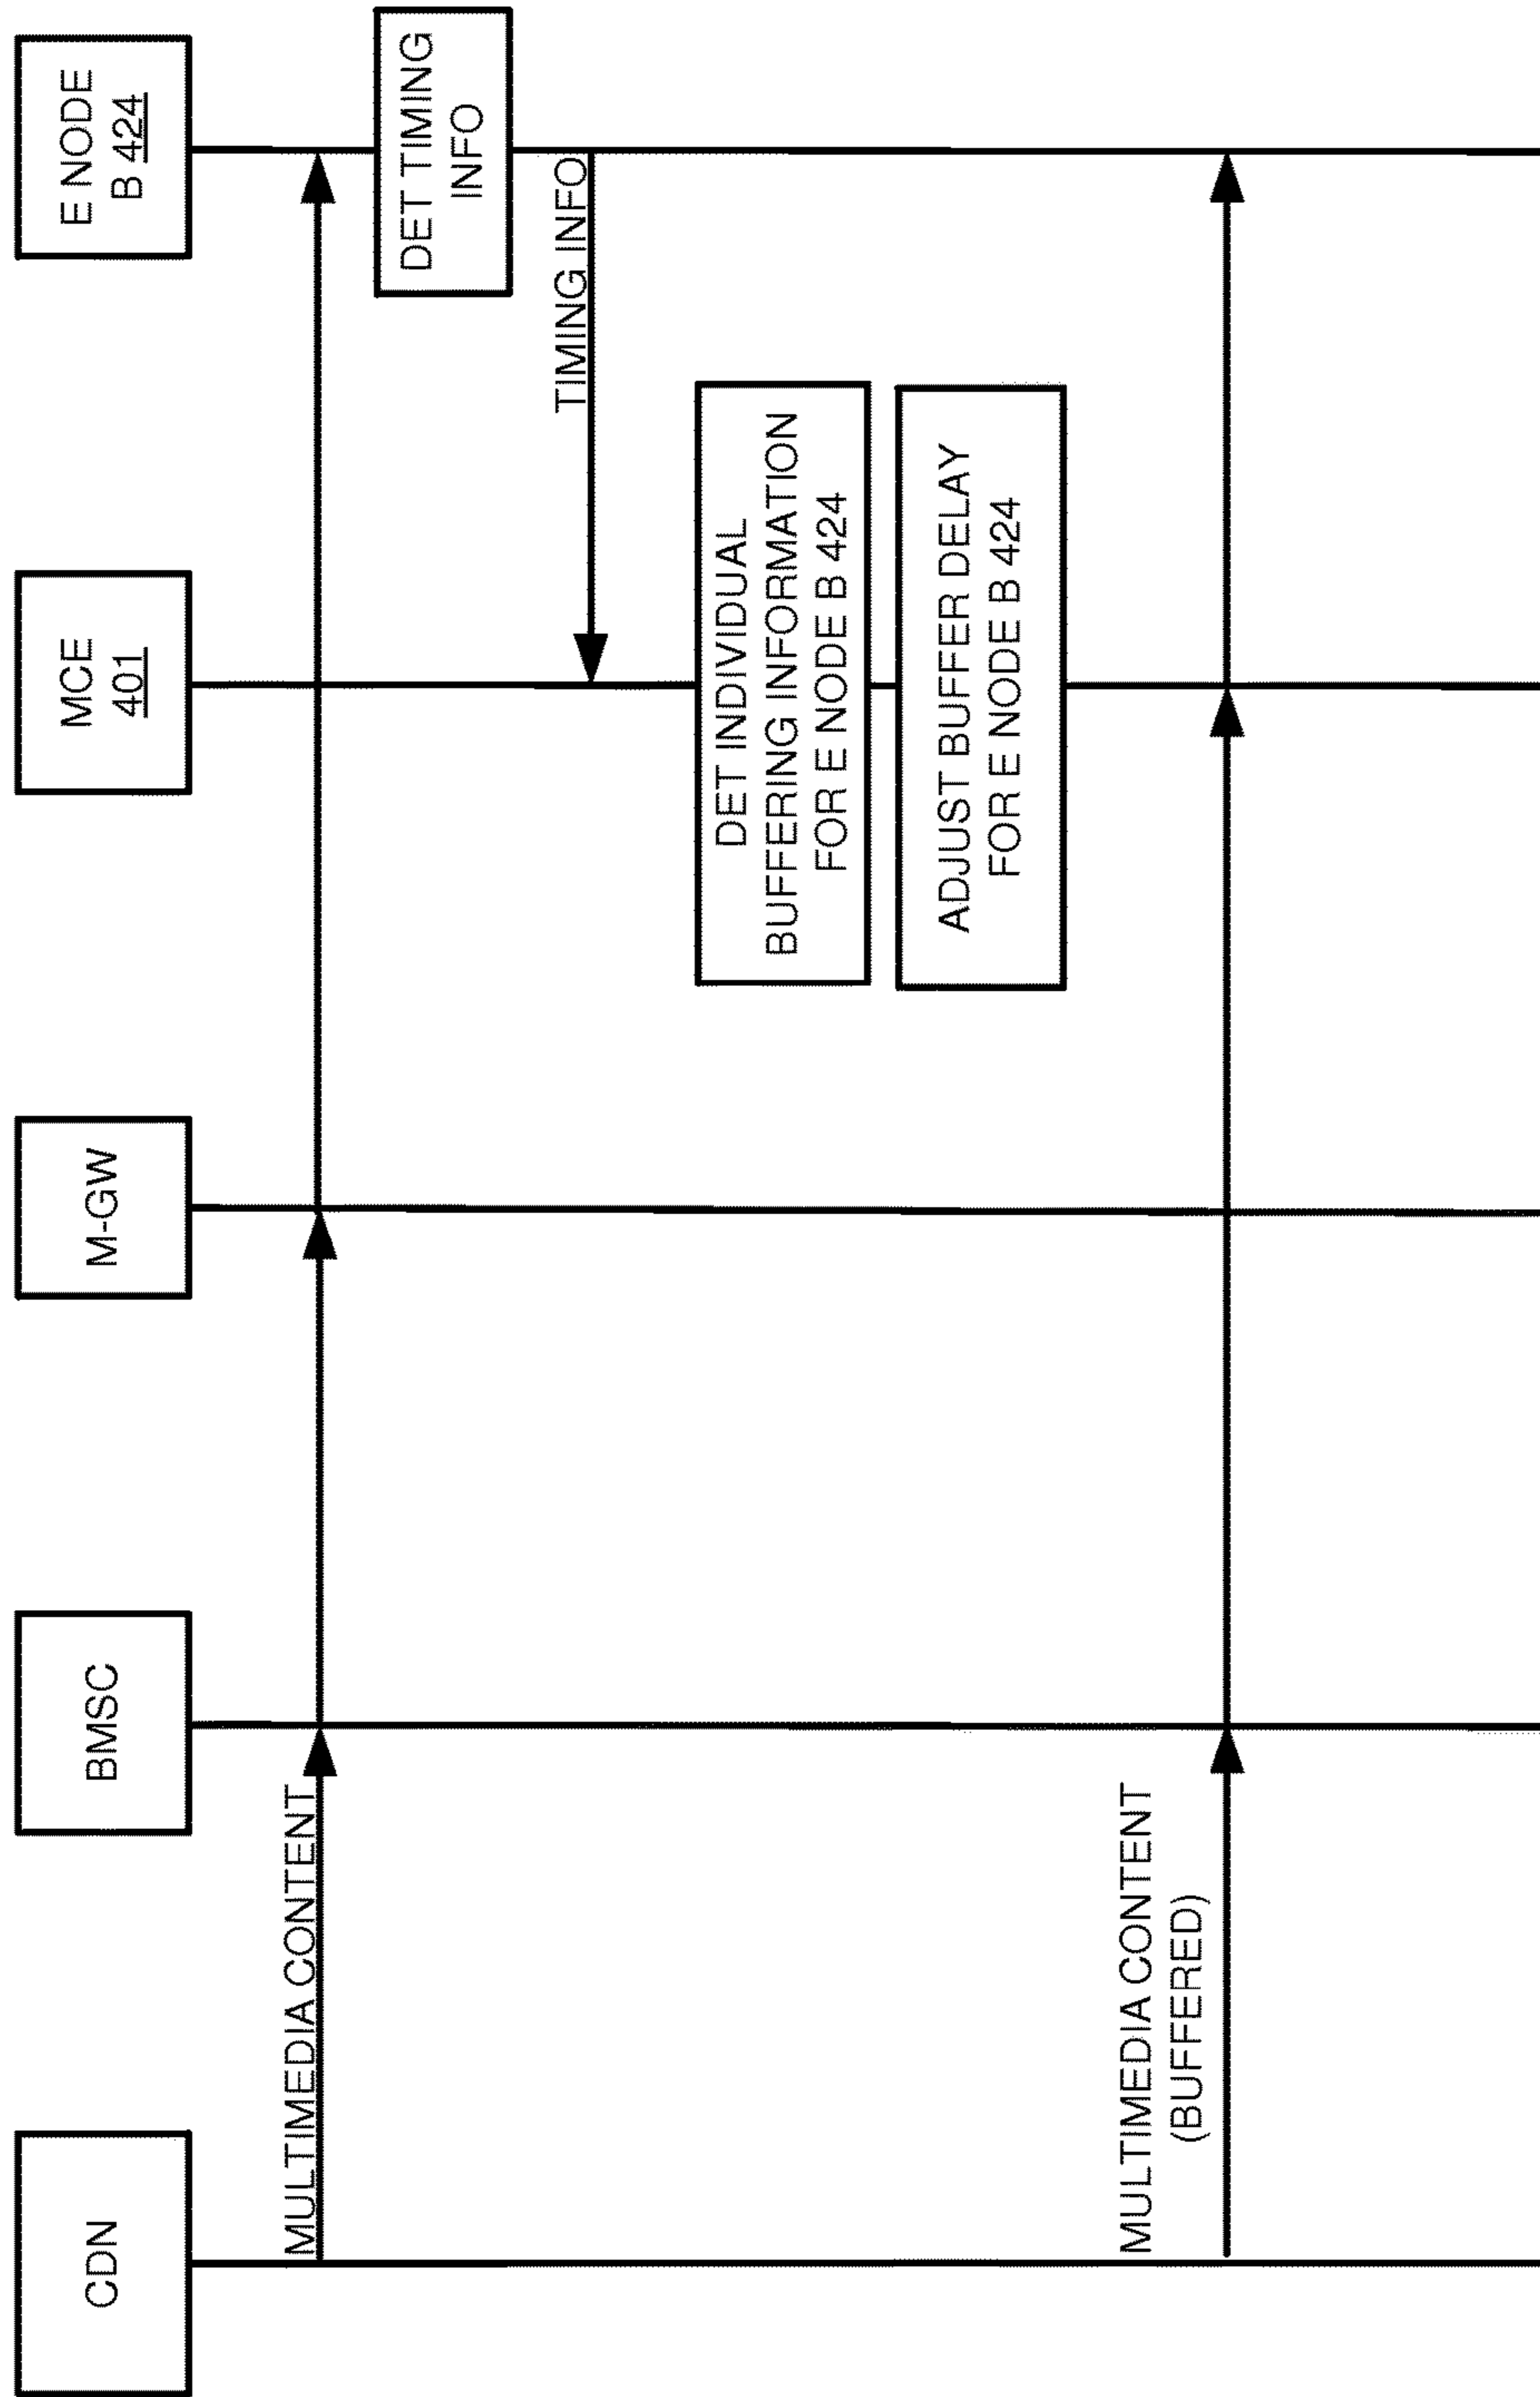 CDN
BMSC
M-GW
MCE
401
E NODE
B 424
MULTIMEDIA CONTENT
DET TIMING
INFO
TIMING INFO
DET INDIVIDUAL
BUFFERING INFORMATION
FOR E NODE B 424
ADJUST BUFFER DELAY
FOR E NODE B 424
MULTIMEDIA CONTENT
(BUFFERED)